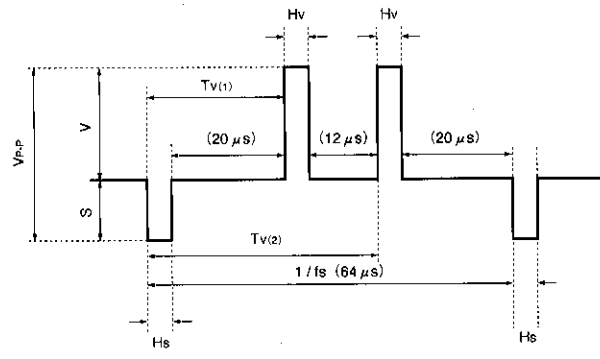 Hv
Hv
Tv(1)
V
VP-P
(20 μs)
(12 μs)
(20 μs)
S
Tv(2)
1 / fs (64 μs)
Hs
Hs